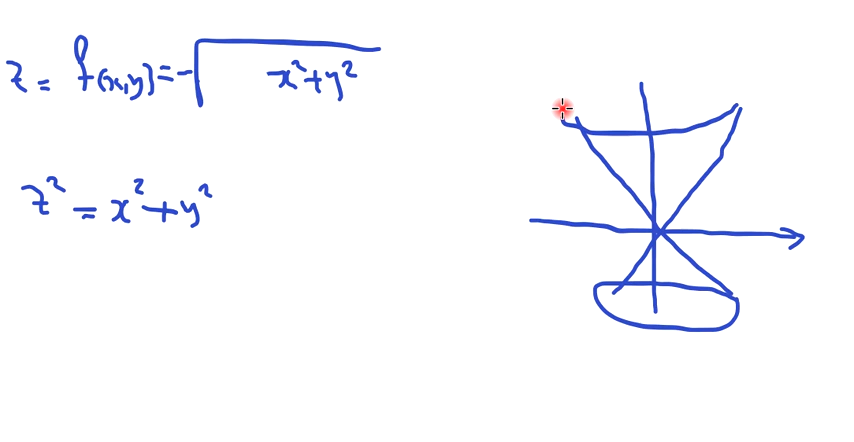 z = f(x,y) = -√ x²+y²
z² = x²+y²